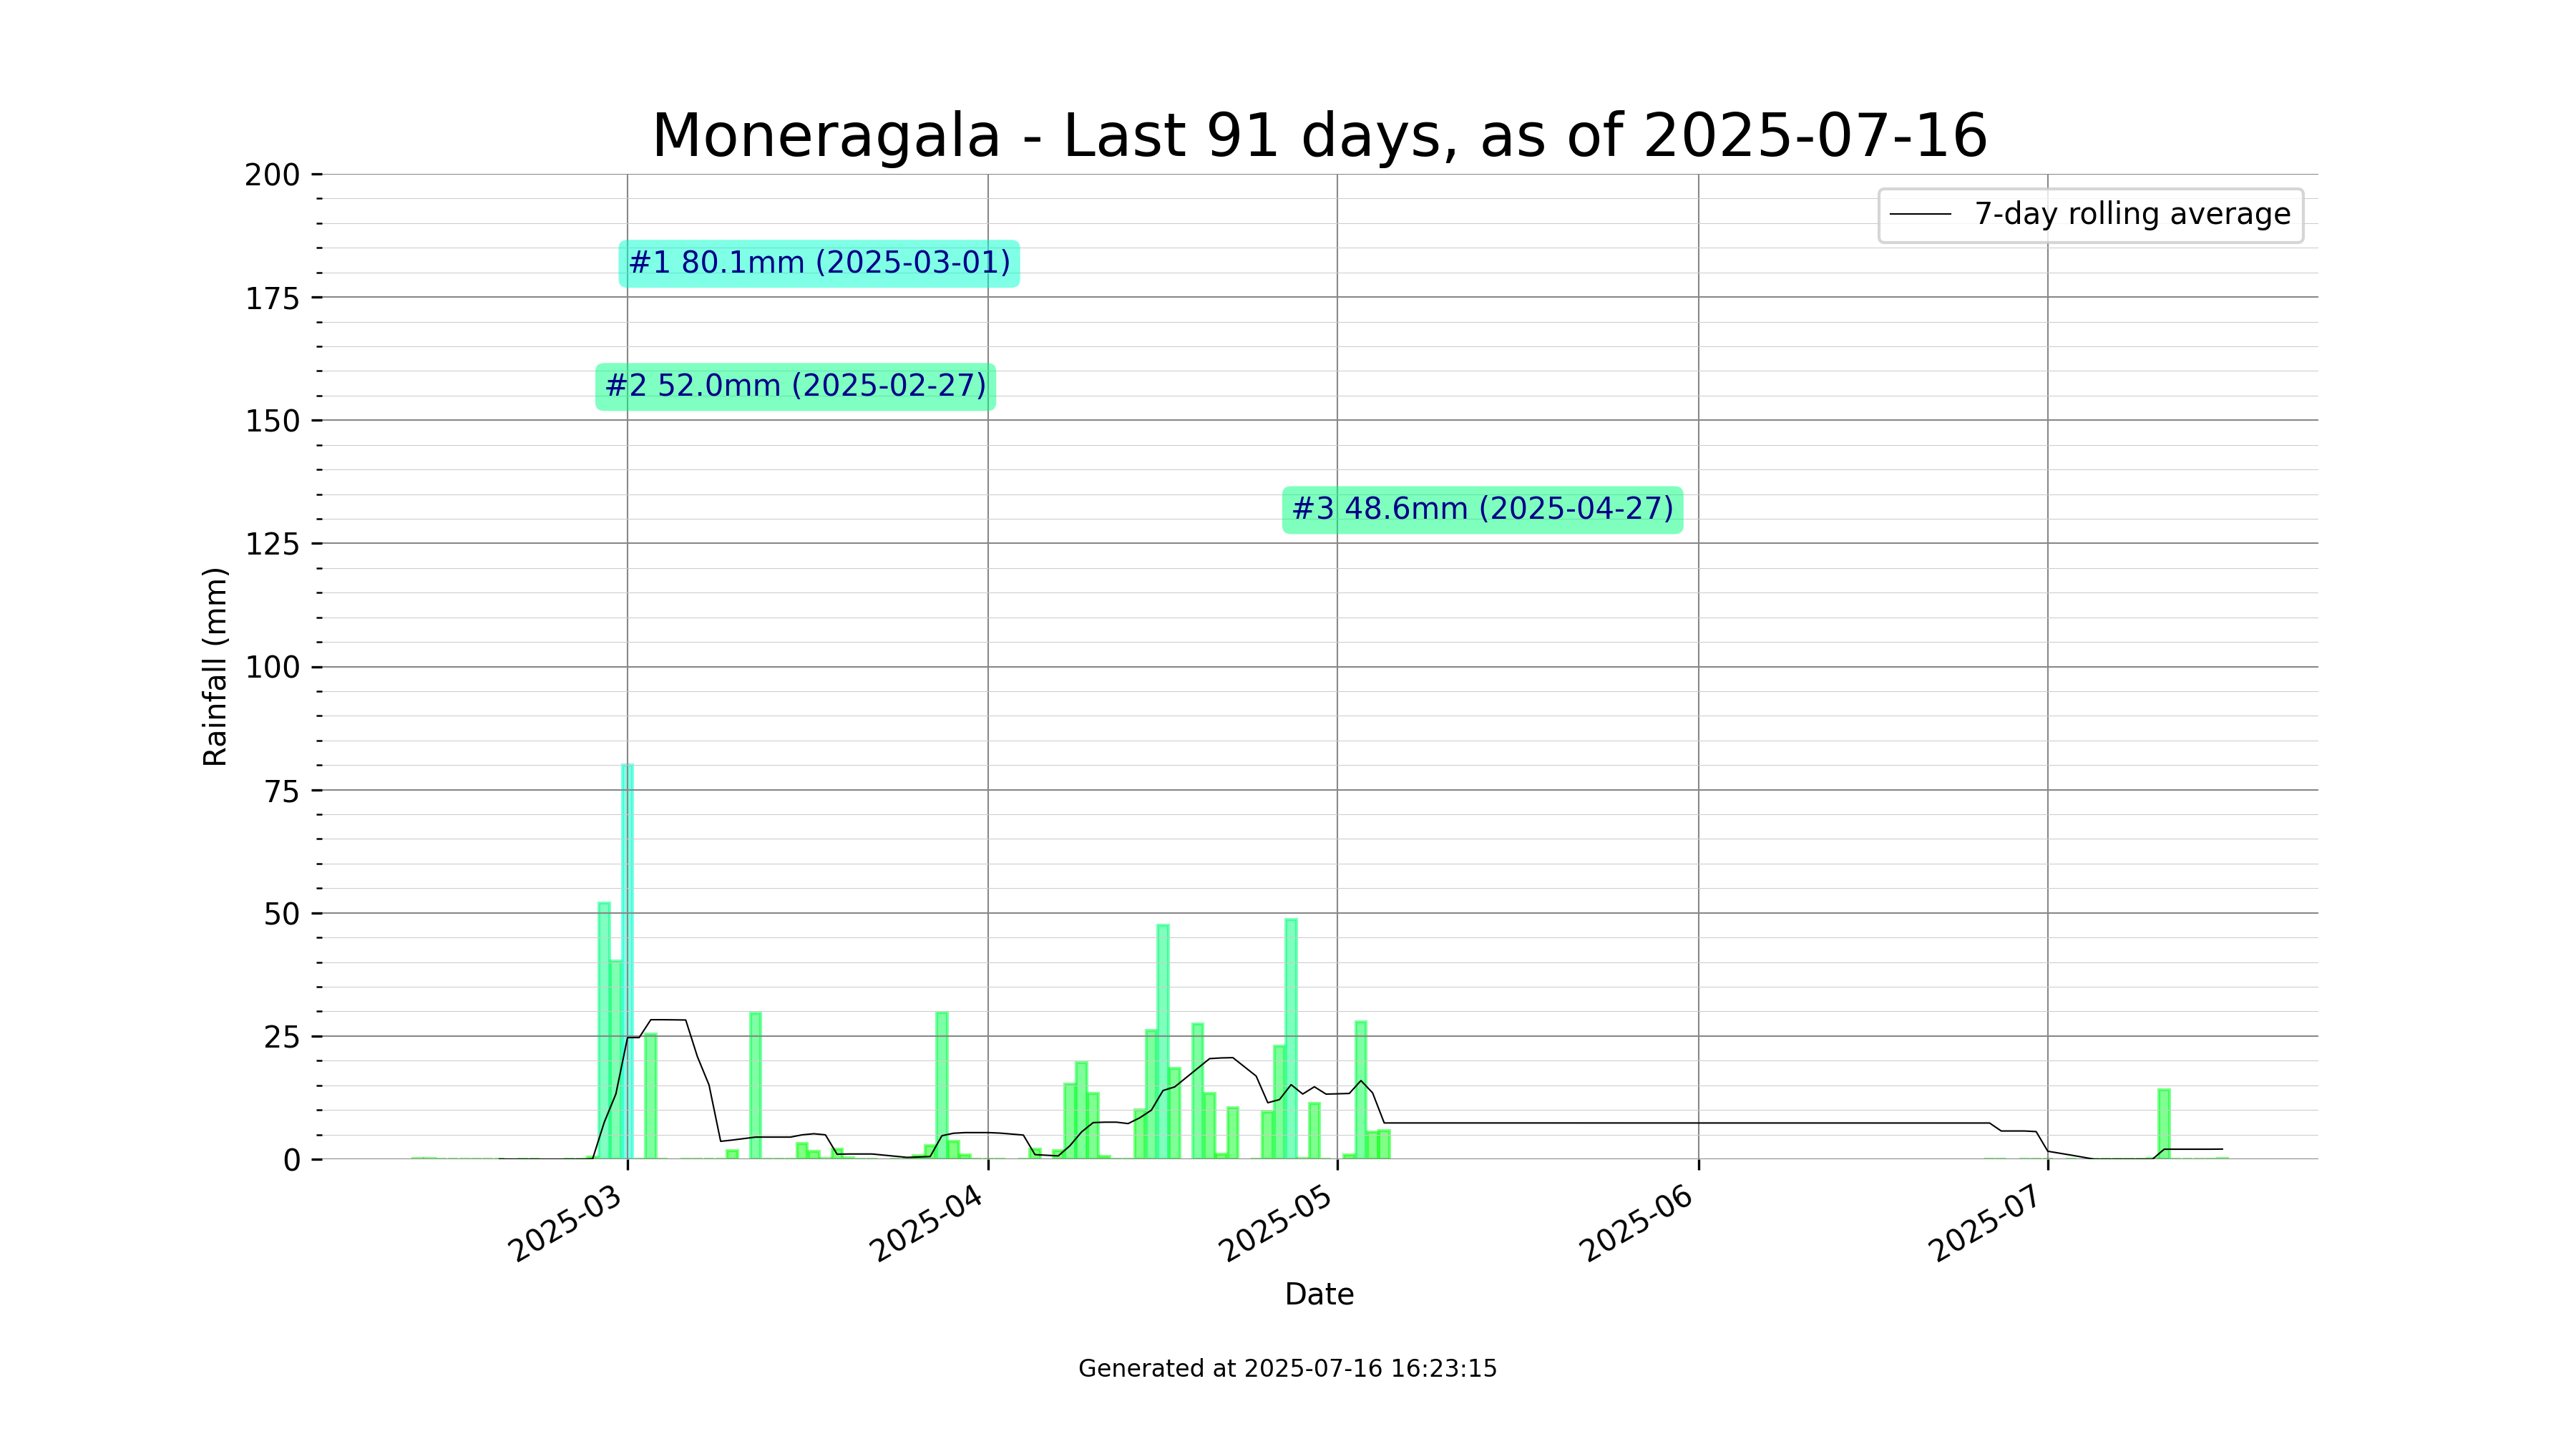 Moneragala - Last 91 days, as of 2025-07-16
200
175
150
125
100
75
50
25
0
Rainfall (mm)
7-day rolling average
#1 80.1mm (2025-03-01)
#2 52.0mm (2025-02-27)
#3 48.6mm (2025-04-27)
2025-03
2025-04
2025-05
2025-06
2025-07
Date
Generated at 2025-07-16 16:23:15